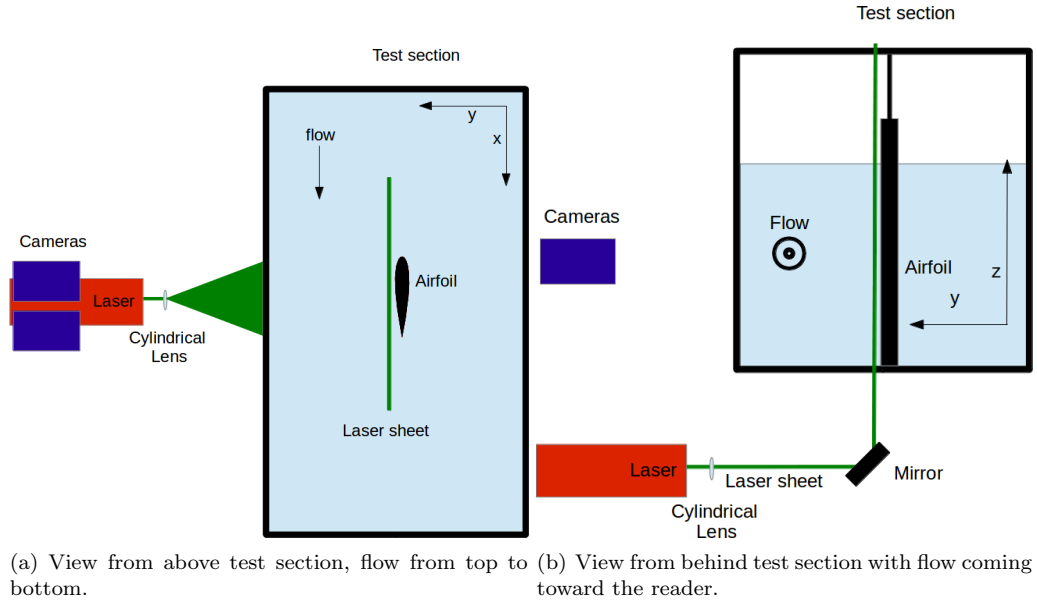 Test section
y
x
flow
Cameras
Laser
Cylindrical
Lens
Airfoil
Laser sheet
Cameras
(a) View from above test section, flow from top to
bottom.
Test section
Flow
Airfoil
z
y
Laser
Laser sheet
Mirror
Cylindrical
Lens
(b) View from behind test section with flow coming
toward the reader.